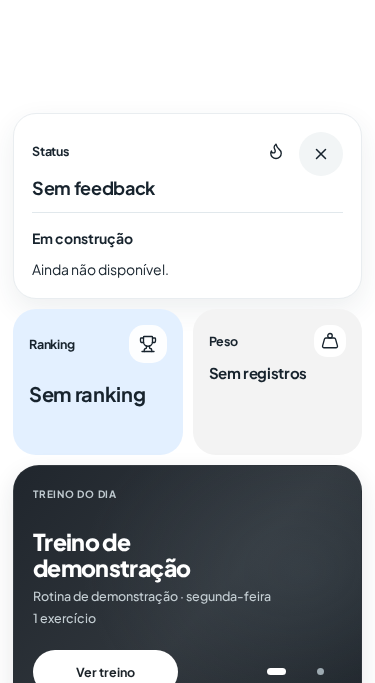 Status
Sem feedback
Em construção
Ainda não disponível.
Ranking
Sem ranking
Peso
Sem registros
TREINO DO DIA
Treino de
demonstração
Rotina de demonstração · segunda-feira
1 exercício
Ver treino